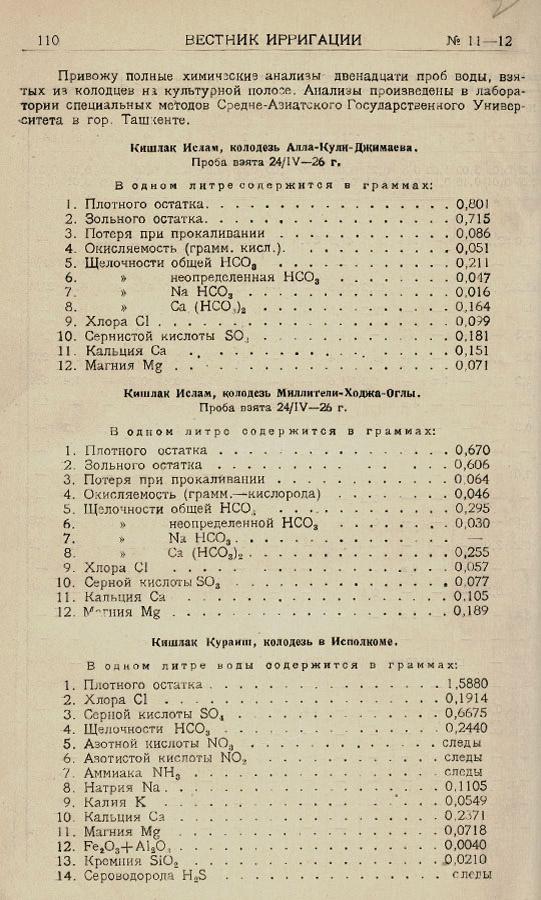 110 ВЕСТНИК ИРРИГАЦИИ № 11—12
Привожу полные химические анализы двенадцати проб воды, взя-
тых из колодцев на культурной полосе. Анализы произведены в лабора-
тории специальных методов Средне-Азиатского Государственного Универ-
ситета в гор. Ташкенте.
Кишлак Ислам, колодезь Алла-Кули-Джимаева.
Проба взята 24/IV—26 г.
В одном литре содержится в граммах:
1. Плотного остатка. . . . . . . . . . . . . . . . . 0,801
2. Зольного остатка. . . . . . . . . . . . . . . . . 0,715
3. Потеря при прокаливании . . . . . . . . . . . . 0,086
4. Окисляемость (грамм. кисл.). . . . . . . . . . . 0,051
5. Щелочности общей HCO₃ . . . . . . . . . . . . 0,211
6. » неопределенная HCO₃ . . . . . . . . . 0,047
7. » Na HCO₃ . . . . . . . . . . . . . 0,016
8. » Ca (HCO₃)₂ . . . . . . . . . . . . 0,164
9. Хлора Cl . . . . . . . . . . . . . . . . . . . . 0,099
10. Сернистой кислоты SO₃ . . . . . . . . . . . . . 0,181
11. Кальция Ca . . . . . . . . . . . . . . . . . . 0,151
12. Магния Mg . . . . . . . . . . . . . . . . . . . 0,071
Кишлак Ислам, колодезь Миллители-Ходжа-Оглы.
Проба взята 24/IV—26 г.
В одном литре содержится в граммах:
1. Плотного остатка . . . . . . . . . . . . . . . . . 0,670
2. Зольного остатка . . . . . . . . . . . . . . . . . 0,606
3. Потеря при прокаливании . . . . . . . . . . . . 0.064
4. Окисляемость (грамм.—кислорода) . . . . . . . . 0,046
5. Щелочности общей HCO₃ . . . . . . . . . . . . 0,295
6. » неопределенной HCO₃ . . . . . . . . . 0,030
7. » Na HCO₃ . . . . . . . . . . . . . . —
8. » Ca (HCO₃)₂ . . . . . . . . . . . . . 0,255
9. Хлора Cl . . . . . . . . . . . . . . . . . . . . 0,057
10. Серной кислоты SO₃ . . . . . . . . . . . . . . . 0.077
11. Кальция Ca . . . . . . . . . . . . . . . . . . 0.105
12. Магния Mg . . . . . . . . . . . . . . . . . . . 0,189
Кишлак Кураиш, колодезь в Исполкоме.
В одном литре воды содержится в граммах:
1. Плотного остатка . . . . . . . . . . . . . . . . . 1,5880
2. Хлора Cl . . . . . . . . . . . . . . . . . . . . 0,1914
3. Серной кислоты SO₄ . . . . . . . . . . . . . . . 0,6675
4. Щелочности HCO₃ . . . . . . . . . . . . . . . 0,2440
5. Азотной кислоты NO₃ . . . . . . . . . . . . . следы
6. Азотистой кислоты NO₂ . . . . . . . . . . . . следы
7. Аммиака NH₃ . . . . . . . . . . . . . . . . . следы
8. Натрия Na . . . . . . . . . . . . . . . . . . . 0,1105
9. Калия K . . . . . . . . . . . . . . . . . . . . 0,0549
10. Кальция Ca . . . . . . . . . . . . . . . . . . 0,2371
11. Магния Mg . . . . . . . . . . . . . . . . . . . 0,0718
12. Fe₂O₃+Al₂O₃ . . . . . . . . . . . . . . . . . . 0,0040
13. Кремния SiO₂ . . . . . . . . . . . . . . . . . . 0,0210
14. Сероводорода H₂S . . . . . . . . . . . . . . . следы